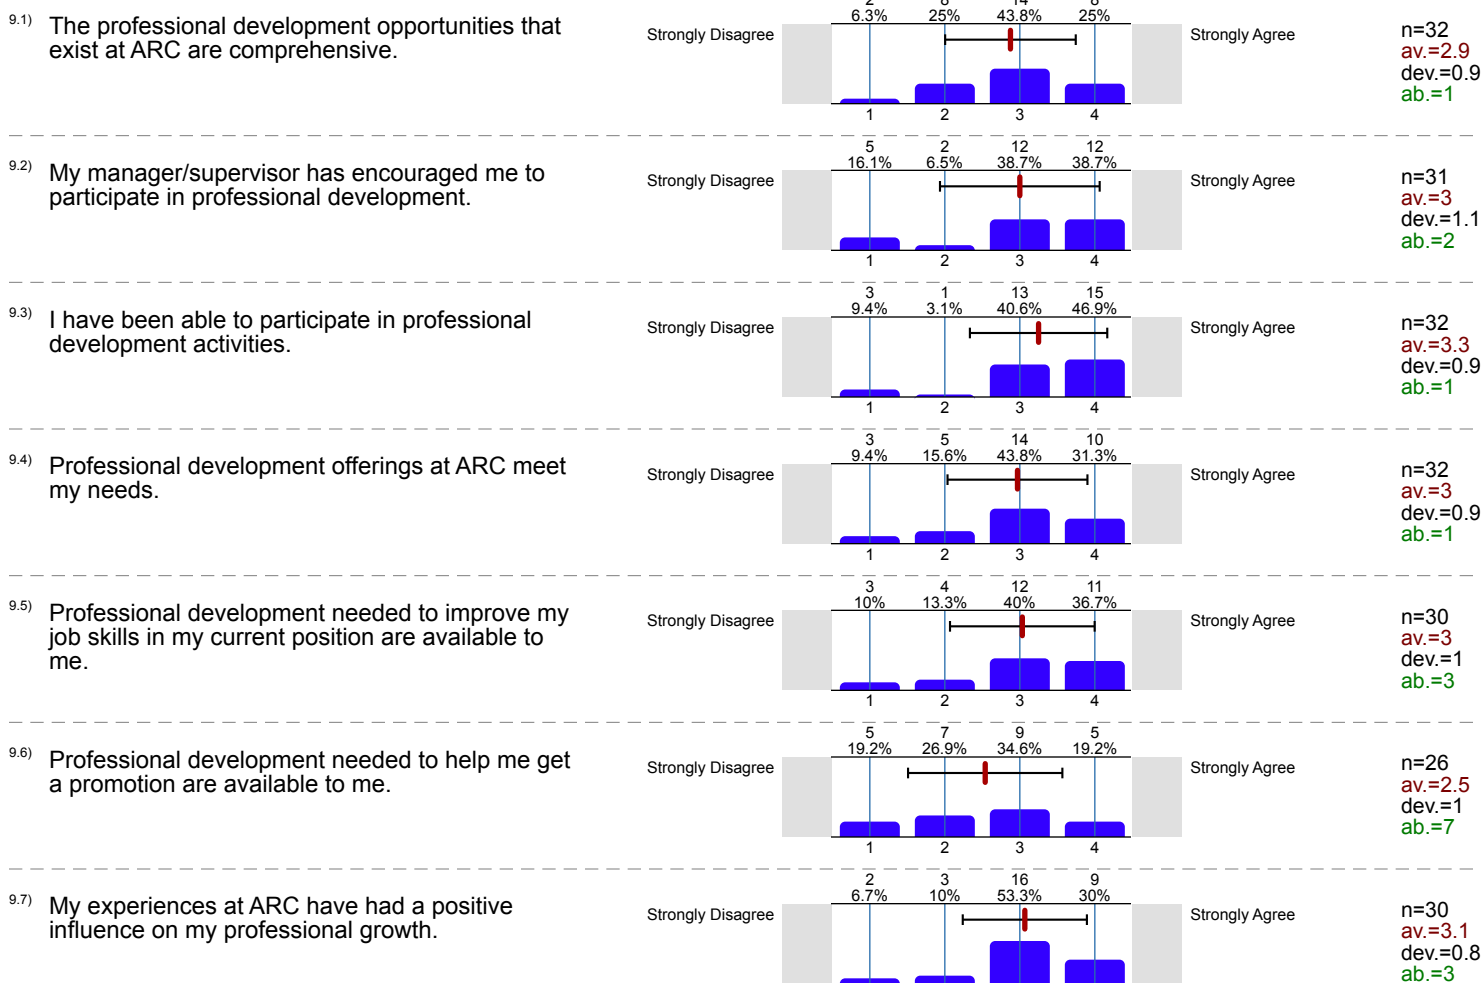 2 8 14 8
6.3% 25% 43.8% 25%
9.1) The professional development opportunities that
exist at ARC are comprehensive.
Strongly Disagree
Strongly Agree
n=32
av.=2.9
dev.=0.9
ab.=1
1 2 3 4
5 2 12 12
16.1% 6.5% 38.7% 38.7%
9.2) My manager/supervisor has encouraged me to
participate in professional development.
Strongly Disagree
Strongly Agree
n=31
av.=3
dev.=1.1
ab.=2
1 2 3 4
3 1 13 15
9.4% 3.1% 40.6% 46.9%
9.3) I have been able to participate in professional
development activities.
Strongly Disagree
Strongly Agree
n=32
av.=3.3
dev.=0.9
ab.=1
1 2 3 4
3 5 14 10
9.4% 15.6% 43.8% 31.3%
9.4) Professional development offerings at ARC meet
my needs.
Strongly Disagree
Strongly Agree
n=32
av.=3
dev.=0.9
ab.=1
1 2 3 4
3 4 12 11
10% 13.3% 40% 36.7%
9.5) Professional development needed to improve my
job skills in my current position are available to
me.
Strongly Disagree
Strongly Agree
n=30
av.=3
dev.=1
ab.=3
1 2 3 4
5 7 9 5
19.2% 26.9% 34.6% 19.2%
9.6) Professional development needed to help me get
a promotion are available to me.
Strongly Disagree
Strongly Agree
n=26
av.=2.5
dev.=1
ab.=7
1 2 3 4
2 3 16 9
6.7% 10% 53.3% 30%
9.7) My experiences at ARC have had a positive
influence on my professional growth.
Strongly Disagree
Strongly Agree
n=30
av.=3.1
dev.=0.8
ab.=3